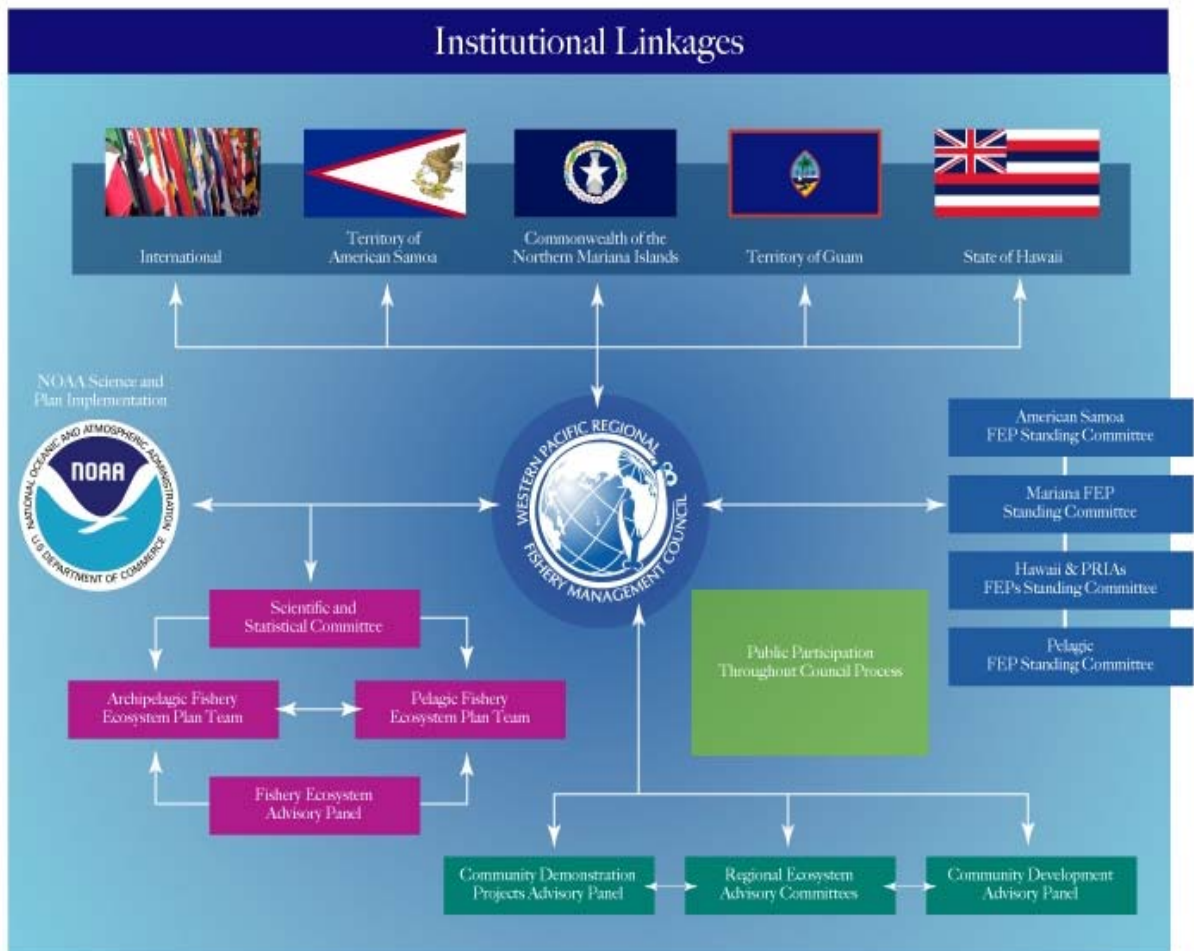 Institutional Linkages
International
Territory of
American Samoa
Commonwealth of the
Northern Mariana Islands
Territory of Guam
State of Hawaii
NOAA Science and
Plan Implementation
NATIONAL OCEANIC AND ATMOSPHERIC ADMINISTRATION
NOAA
U.S. DEPARTMENT OF COMMERCE
WESTERN PACIFIC REGIONAL
FISHERY MANAGEMENT COUNCIL
American Samoa
FEP Standing Committee
Mariana FEP
Standing Committee
Hawaii & PRIAs
FEPs Standing Committee
Pelagic
FEP Standing Committee
Scientific and
Statistical Committee
Archipelagic Fishery
Ecosystem Plan Team
Pelagic Fishery
Ecosystem Plan Team
Fishery Ecosystem
Advisory Panel
Public Participation
Throughout Council Process
Community Demonstration
Projects Advisory Panel
Regional Ecosystem
Advisory Committees
Community Development
Advisory Panel